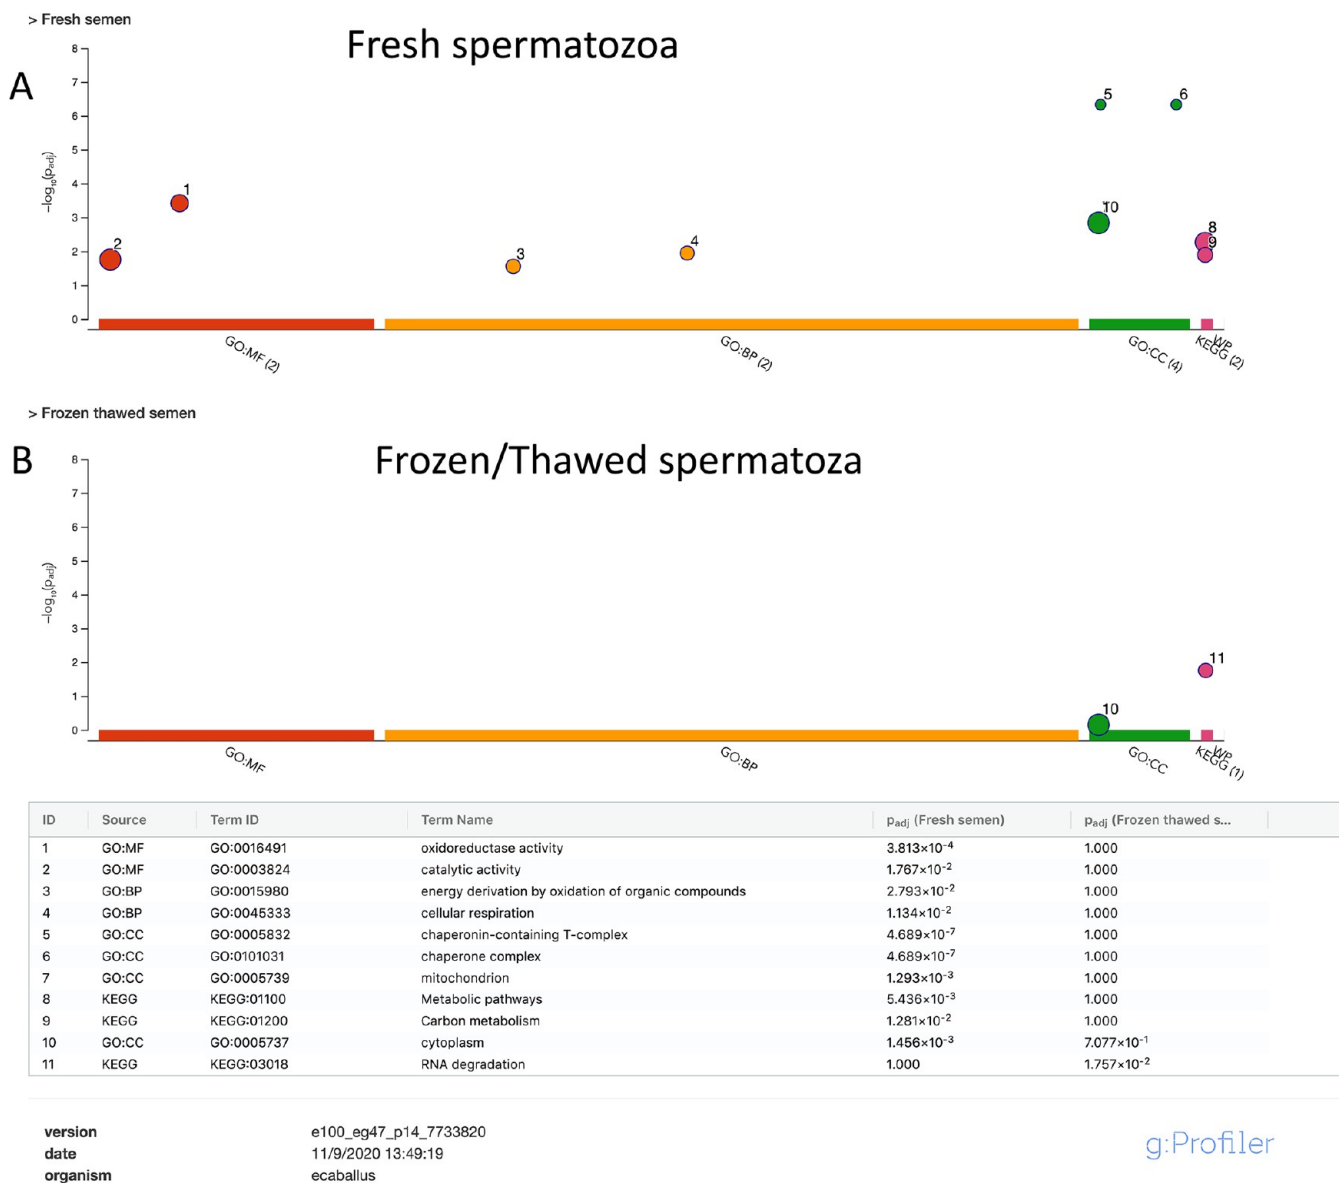 > Fresh semen
Fresh spermatozoa
A
8
7
6
5
4
3
2
1
0
-log10(padj)
1
2
3
4
5
6
10
8
9
GO:MF (2)
GO:BP (2)
GO:CC (4)
KEGG (2)
WP
> Frozen thawed semen
B
Frozen/Thawed spermatoza
8
7
6
5
4
3
2
1
0
-log10(padj)
10
11
GO:MF
GO:BP
GO:CC
KEGG (1)
WP
ID Source Term ID Term Name padj (Fresh semen) padj (Frozen thawed s...
1 GO:MF GO:0016491 oxidoreductase activity 3.813×10⁻⁴ 1.000
2 GO:MF GO:0003824 catalytic activity 1.767×10⁻² 1.000
3 GO:BP GO:0015980 energy derivation by oxidation of organic compounds 2.793×10⁻² 1.000
4 GO:BP GO:0045333 cellular respiration 1.134×10⁻² 1.000
5 GO:CC GO:0005832 chaperonin-containing T-complex 4.689×10⁻⁷ 1.000
6 GO:CC GO:0101031 chaperone complex 4.689×10⁻⁷ 1.000
7 GO:CC GO:0005739 mitochondrion 1.293×10⁻³ 1.000
8 KEGG KEGG:01100 Metabolic pathways 5.436×10⁻³ 1.000
9 KEGG KEGG:01200 Carbon metabolism 1.281×10⁻² 1.000
10 GO:CC GO:0005737 cytoplasm 1.456×10⁻³ 7.077×10⁻¹
11 KEGG KEGG:03018 RNA degradation 1.000 1.757×10⁻²
version e100_eg47_p14_7733820
date 11/9/2020 13:49:19
organism ecaballus
g:Profiler